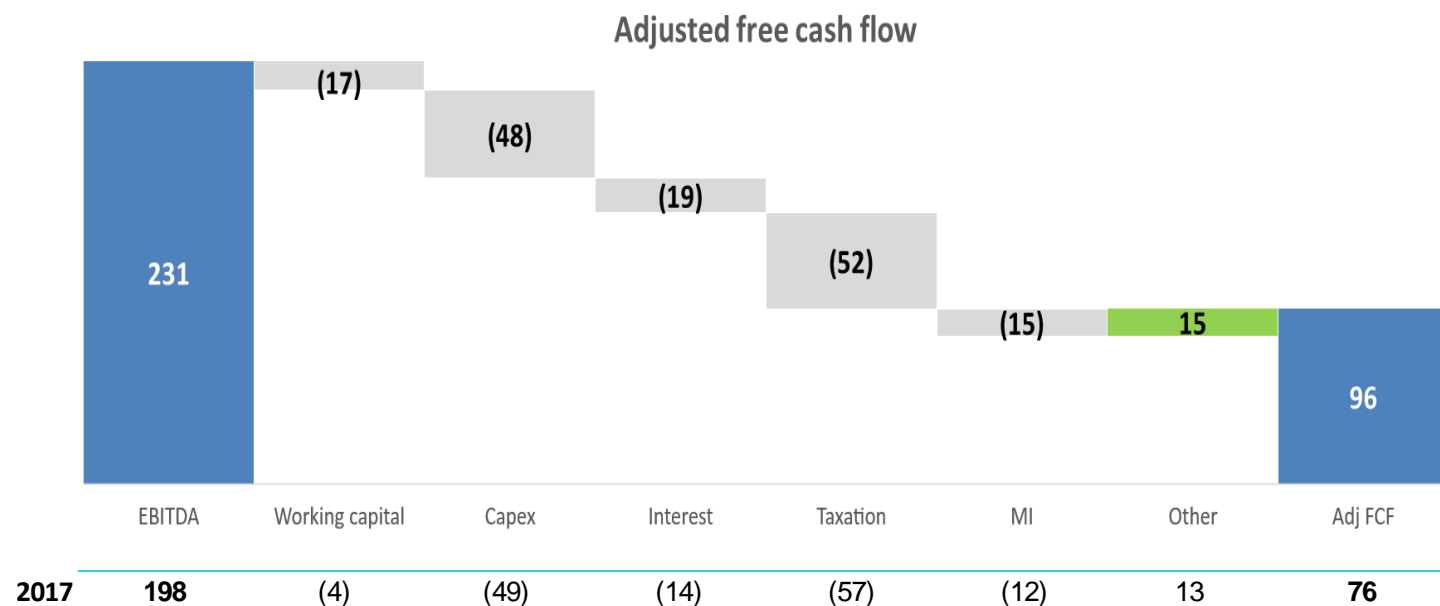 Adjusted free cash flow
(17)
(48)
(19)
(52)
(15)
15
231
96
EBITDA Working capital Capex Interest Taxation MI Other Adj FCF
2017 198 (4) (49) (14) (57) (12) 13 76